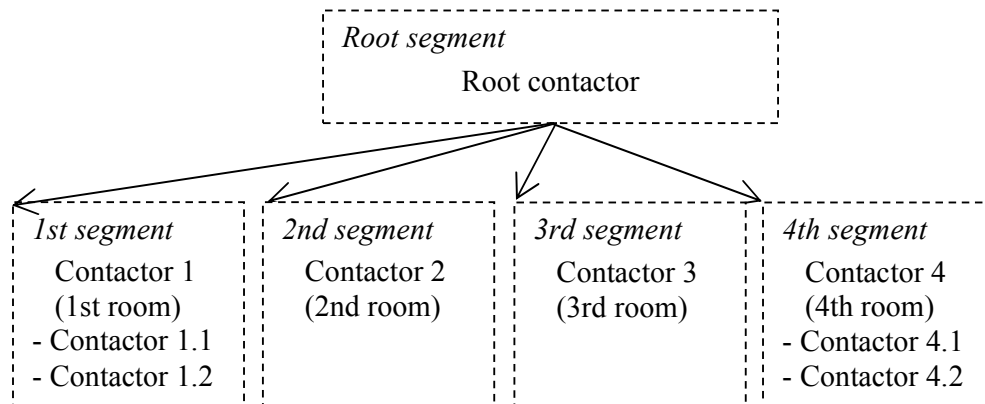 Root segment
Root contactor
1st segment
Contactor 1
(1st room)
- Contactor 1.1
- Contactor 1.2
2nd segment
Contactor 2
(2nd room)
3rd segment
Contactor 3
(3rd room)
4th segment
Contactor 4
(4th room)
- Contactor 4.1
- Contactor 4.2